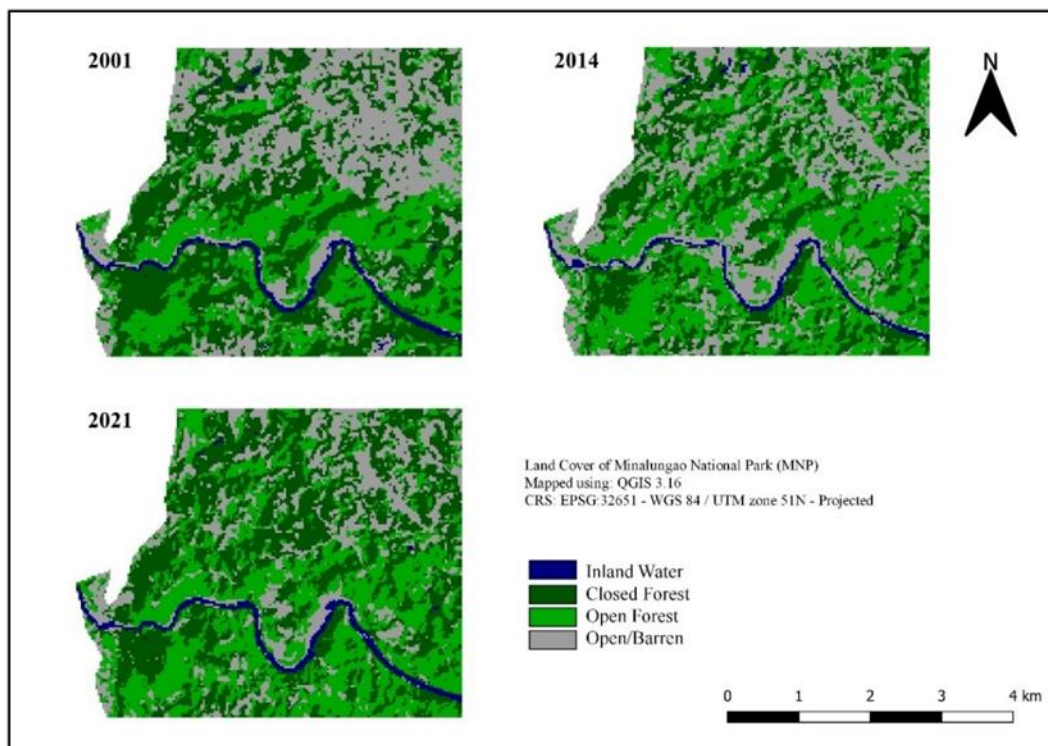 2001
2014
N
2021
Land Cover of Minalungao National Park (MNP)
Mapped using: QGIS 3.16
CRS: EPSG:32651 - WGS 84 / UTM zone 51N - Projected
Inland Water
Closed Forest
Open Forest
Open/Barren
0 1 2 3 4 km